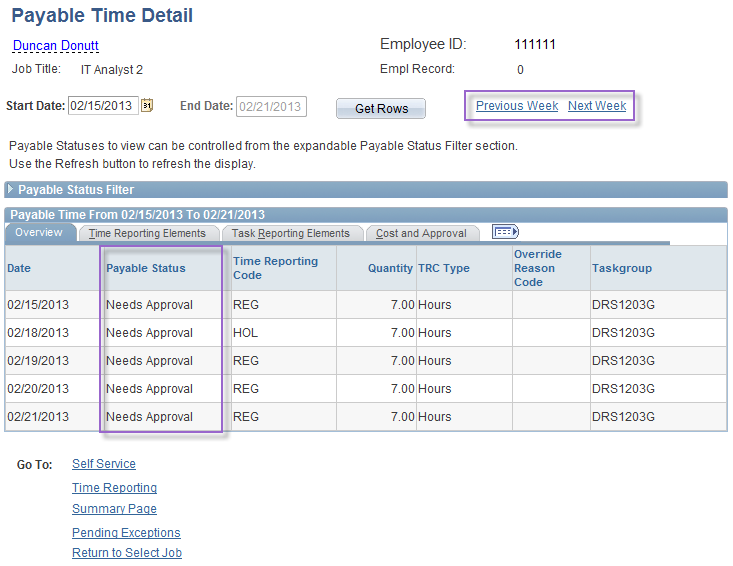 Payable Time Detail
Duncan Donutt Employee ID: 111111
Job Title: IT Analyst 2 Empl Record: 0
Start Date: 02/15/2013 31 End Date: 02/21/2013 Get Rows Previous Week Next Week
Payable Statuses to view can be controlled from the expandable Payable Status Filter section.
Use the Refresh button to refresh the display.
Payable Status Filter
Payable Time From 02/15/2013 To 02/21/2013
Overview Time Reporting Elements Task Reporting Elements Cost and Approval
Date Payable Status Time Reporting Code Quantity TRC Type Override Reason Code Taskgroup
02/15/2013 Needs Approval REG 7.00 Hours DRS1203G
02/18/2013 Needs Approval HOL 7.00 Hours DRS1203G
02/19/2013 Needs Approval REG 7.00 Hours DRS1203G
02/20/2013 Needs Approval REG 7.00 Hours DRS1203G
02/21/2013 Needs Approval REG 7.00 Hours DRS1203G
Go To: Self Service
Time Reporting
Summary Page
Pending Exceptions
Return to Select Job